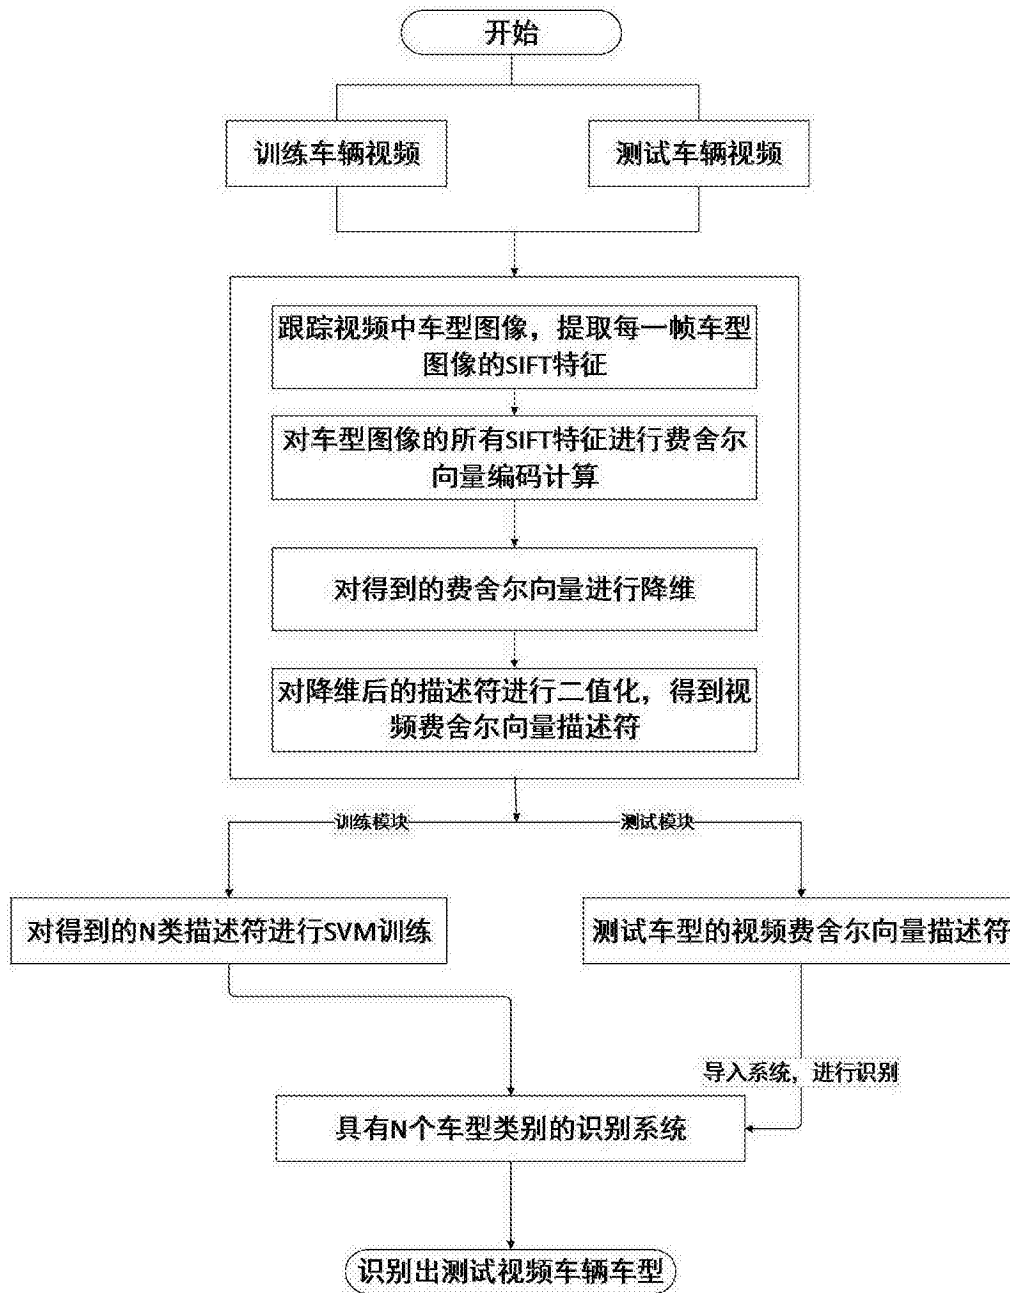 开始
训练车辆视频
测试车辆视频
跟踪视频中车型图像，提取每一帧车型
图像的SIFT特征
对车型图像的所有SIFT特征进行费舍尔
向量编码计算
对得到的费舍尔向量进行降维
对降维后的描述符进行二值化，得到视
频费舍尔向量描述符
训练模块
测试模块
对得到的N类描述符进行SVM训练
测试车型的视频费舍尔向量描述符
导入系统，进行识别
具有N个车型类别的识别系统
识别出测试视频车辆车型